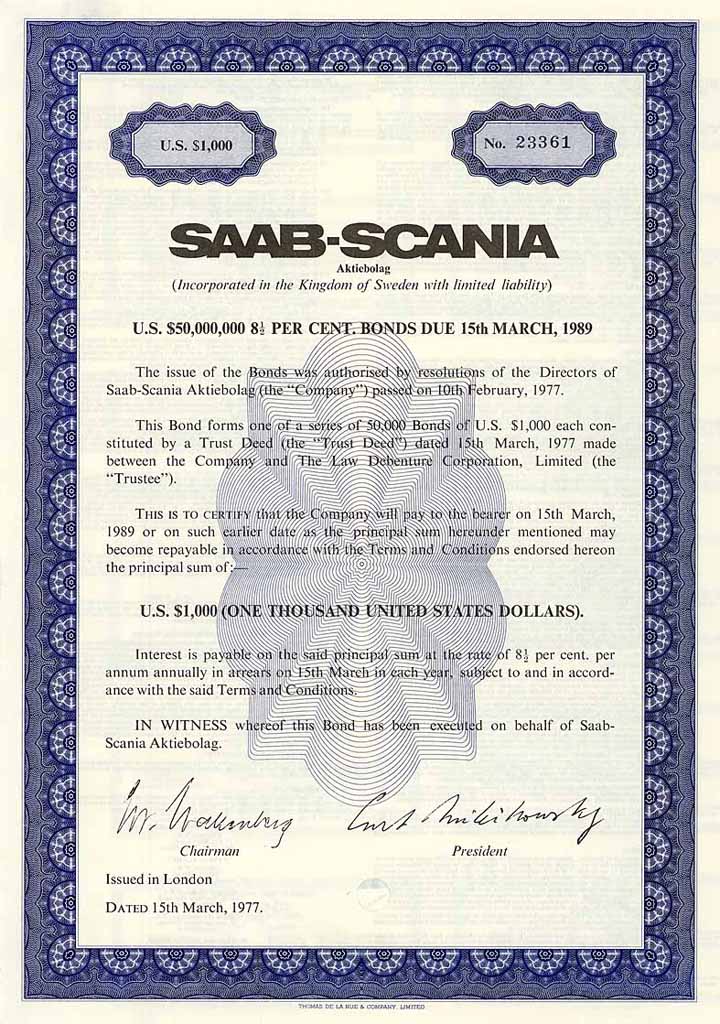 U.S. $1,000
No. 23361
SAAB-SCANIA
Aktiebolag
(Incorporated in the Kingdom of Sweden with limited liability)
U.S. $50,000,000 8½ PER CENT. BONDS DUE 15th MARCH, 1989
The issue of the Bonds was authorised by resolutions of the Directors of
Saab-Scania Aktiebolag (the “Company”) passed on 10th February, 1977.
This Bond forms one of a series of 50,000 Bonds of U.S. $1,000 each con-
stituted by a Trust Deed (the “Trust Deed”) dated 15th March, 1977 made
between the Company and The Law Debenture Corporation, Limited (the
“Trustee”).
THIS IS TO CERTIFY that the Company will pay to the bearer on 15th March,
1989 or on such earlier date as the principal sum hereunder mentioned may
become repayable in accordance with the Terms and Conditions endorsed hereon
the principal sum of:—
U.S. $1,000 (ONE THOUSAND UNITED STATES DOLLARS).
Interest is payable on the said principal sum at the rate of 8½ per cent. per
annum annually in arrears on 15th March in each year, subject to and in accord-
ance with the said Terms and Conditions.
IN WITNESS whereof this Bond has been executed on behalf of Saab-
Scania Aktiebolag.
Curt
Chairman
President
Issued in London
DATED 15th March, 1977.
THOMAS DE LA RUE & COMPANY, LIMITED